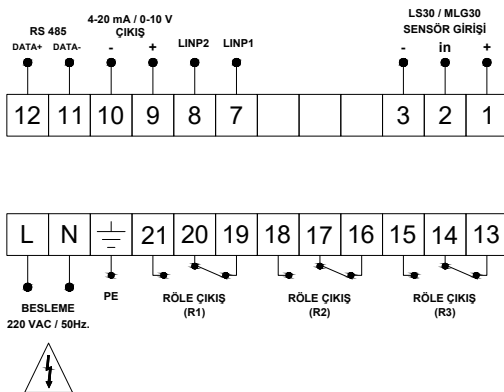 LS30 / MLG30
SENSÖR GİRİŞİ
4-20 mA / 0-10 V
ÇIKIŞ
RS 485
DATA+ DATA- - + LINP2 LINP1 - in +
12 11 10 9 8 7 3 2 1
L N 21 20 19 18 17 16 15 14 13
BESLEME
220 VAC / 50Hz.
PE
RÖLE ÇIKIŞ
(R1)
RÖLE ÇIKIŞ
(R2)
RÖLE ÇIKIŞ
(R3)